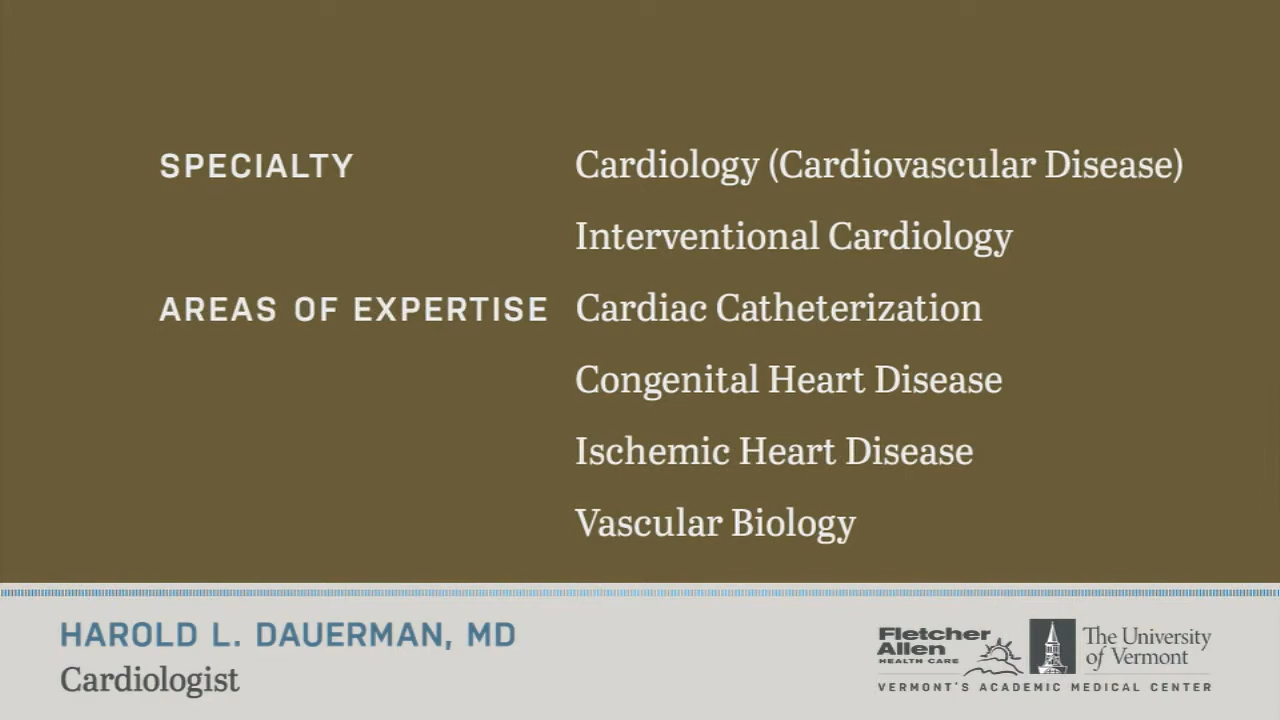 SPECIALTY Cardiology (Cardiovascular Disease)
Interventional Cardiology
AREAS OF EXPERTISE Cardiac Catheterization
Congenital Heart Disease
Ischemic Heart Disease
Vascular Biology
HAROLD L. DAUERMAN, MD
Cardiologist
Fletcher
Allen
HEALTH CARE
The University
of Vermont
VERMONT'S ACADEMIC MEDICAL CENTER